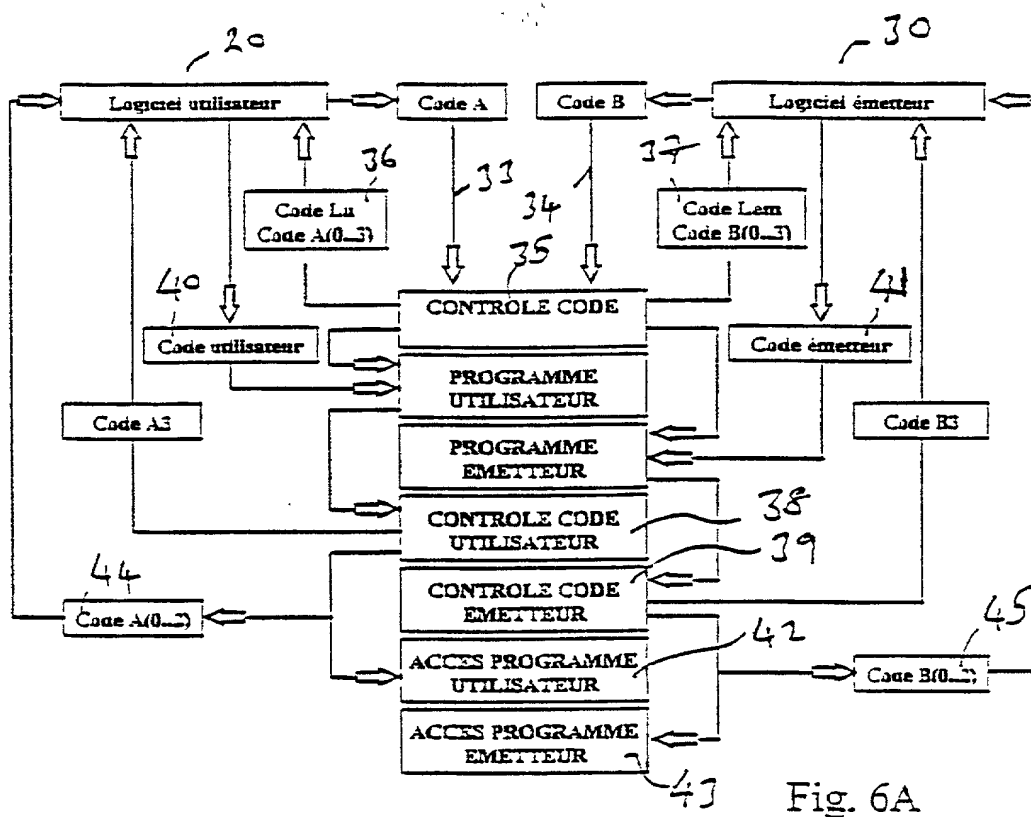 20
30
Logiciel utilisateur
Code A
Code B
Logiciel émetteur
36
33
34
37
Code Lu
Code A(0..3)
Code Lem
Code B(0..3)
35
CONTROLE CODE
40
41
Code utilisateur
Code émetteur
PROGRAMME
UTILISATEUR
Code A3
Code B3
PROGRAMME
EMETTEUR
CONTROLE CODE
UTILISATEUR
38
39
CONTROLE CODE
EMETTEUR
44
Code A(0..2)
42
45
Code B(0..2)
ACCES PROGRAMME
UTILISATEUR
ACCES PROGRAMME
EMETTEUR
43
Fig. 6A